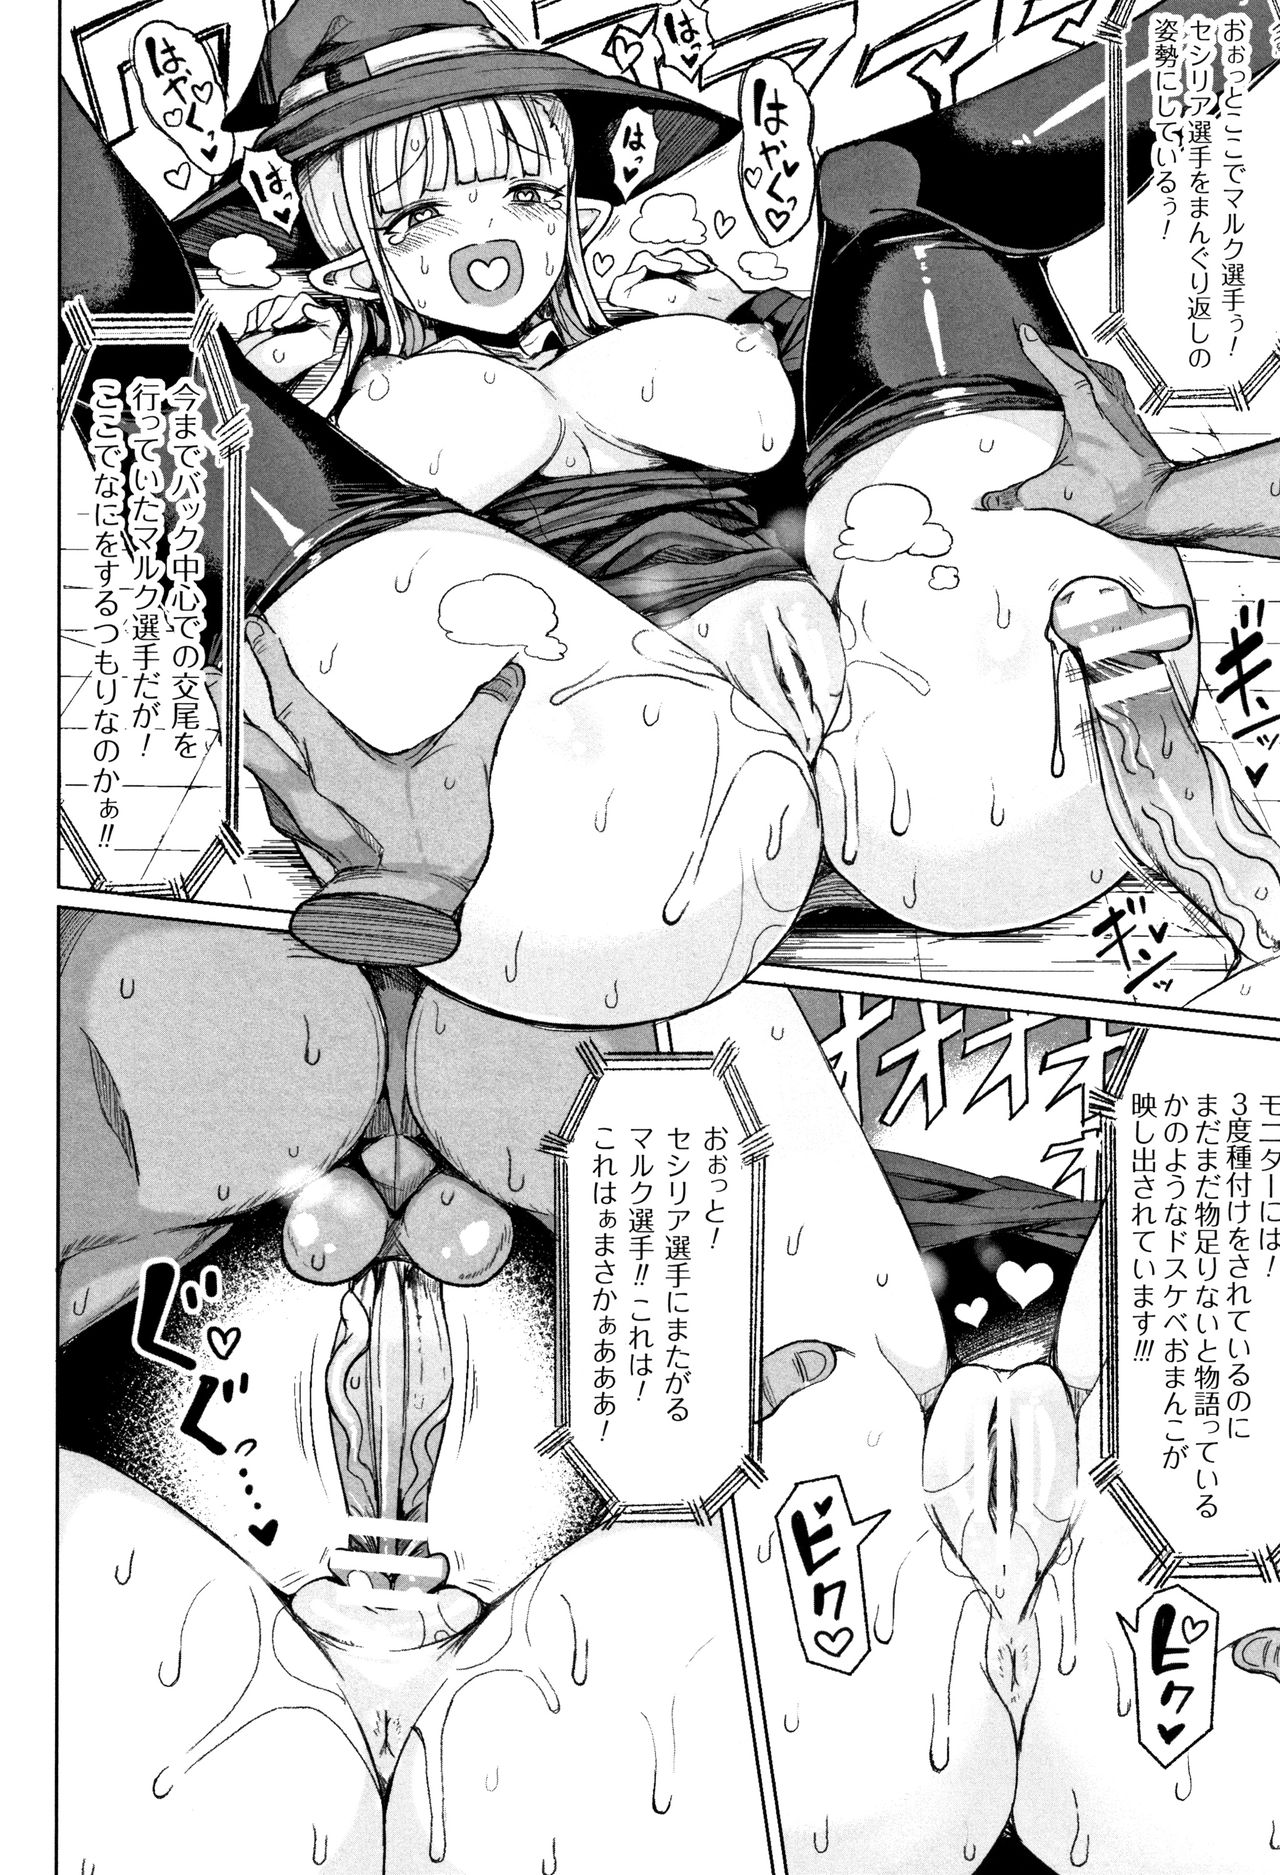 おぉっとここでマルク選手ぅ！
セシリア選手をまんぐり返しの
姿勢にしているぅ！
はやくっ
はっ
はっ
はやくっ
今までバック中心での交尾を
行っていたマルク選手だが！
ここでなにをするつもりなのかぁ!!
ギンッ
ギンッ
モニターには！
3度種付けをされているのに
まだまだ物足りないと物語っている
かのようなドスケベおまんこが
映し出されています!!!
オオオオ
ヒク
ヒク
おぉっと！
セシリア選手にまたがる
マルク選手!!これは！
これはぁまさかぁあああ！
ぐぐっ…